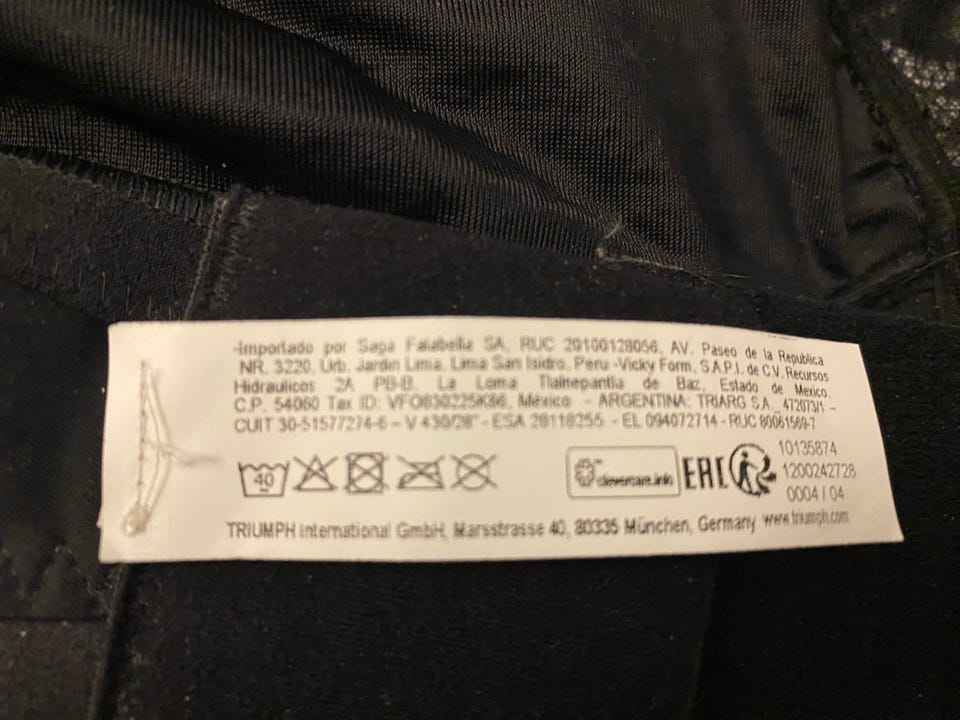 -Importado por Saga Falabella SA, RUC 20100128056, AV. Paseo de la Republica
NR. 3220, Urb. Jardin Lima, Lima San Isidro, Peru -Vicky Form, S.A.P.I. de C.V. Recursos
Hidraulicos 2A PB-B, La Loma Tlalnepantla de Baz, Estado de Mexico,
C.P. 54060 Tax ID: México - ARGENTINA: TRIARG S.A._ 472073/1 -
CUIT 30-51577274-6 - V 430/28" - ESA 28118255 - EL 094072714 - RUC 80061569-7
40
clevercare.info
EAC
10135874
1200242728
0004 / 04
TRIUMPH International GmbH, Marsstrasse 40, 80335 München, Germany www.triumph.com